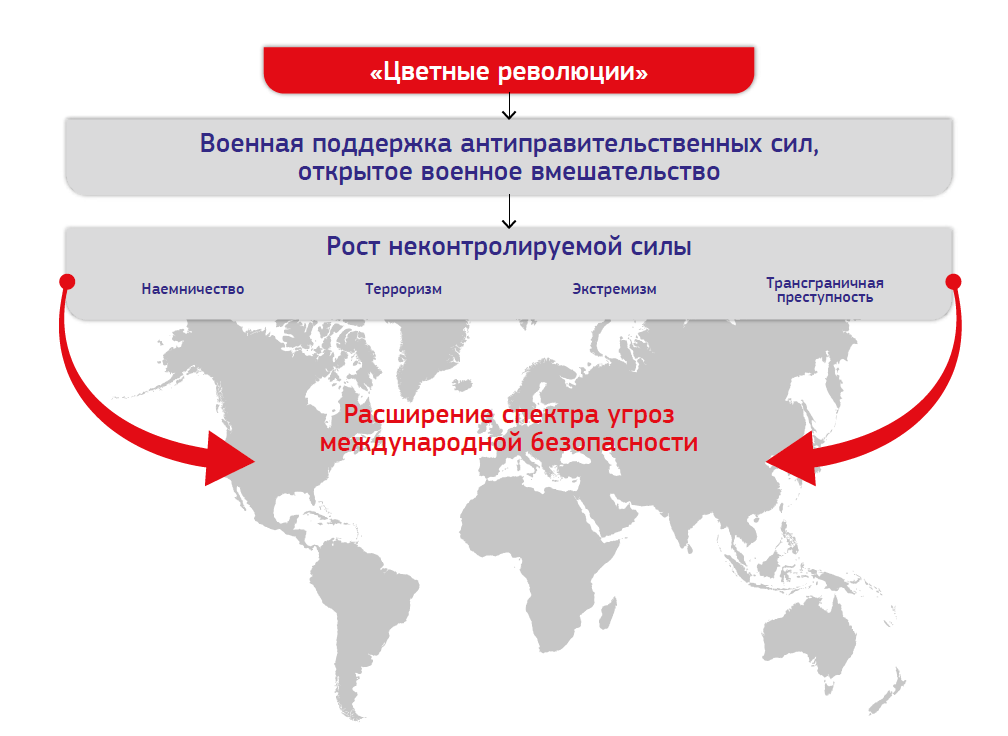 «Цветные революции»
Военная поддержка антиправительственных сил,
открытое военное вмешательство
Рост неконтролируемой силы
Наемничество
Терроризм
Экстремизм
Трансграничная
преступность
Расширение спектра угроз
международной безопасности